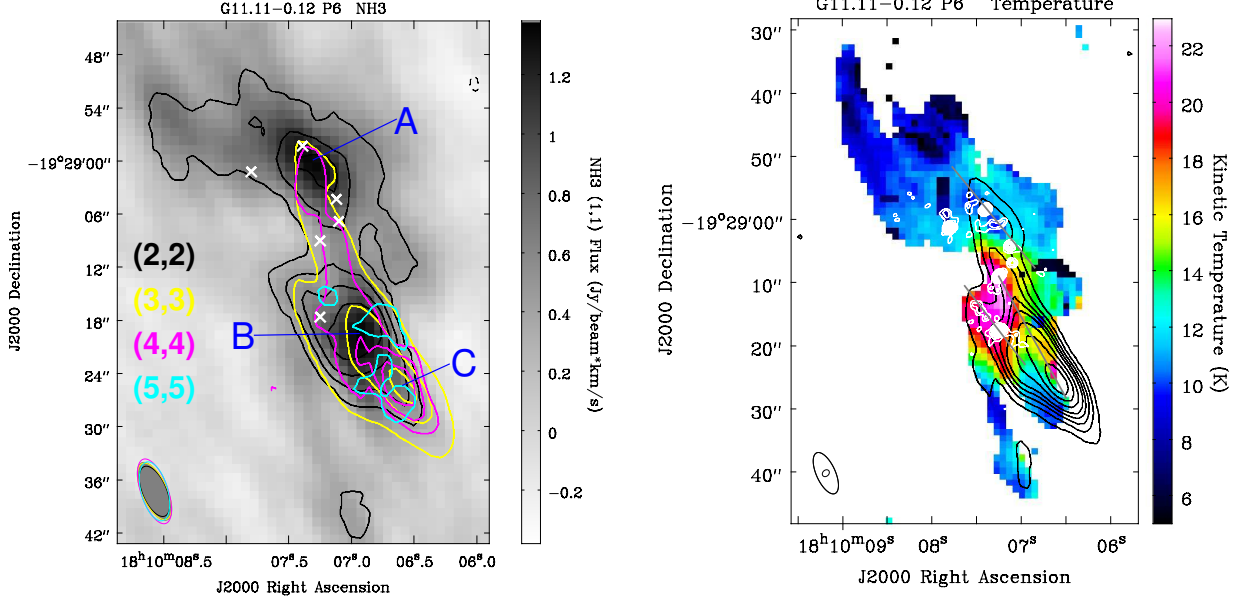 G11.11−0.12 P6 NH3
48″
54″
−19°29′00″
06″
12″
18″
24″
30″
36″
42″
J2000 Declination
A
B
C
(2,2)
(3,3)
(4,4)
(5,5)
18ʰ10ᵐ08ˢ.5
07ˢ.5
07ˢ.0
06ˢ.5
06ˢ.0
J2000 Right Ascension
1.2
1
0.8
0.6
0.4
0.2
0
−0.2
NH3 (1,1) Flux (Jy/beam*km/s)
G11.11−0.12 P6 Temperature
30″
40″
50″
−19°29′00″
10″
20″
30″
40″
J2000 Declination
18ʰ10ᵐ09ˢ
08ˢ
07ˢ
06ˢ
J2000 Right Ascension
22
20
18
16
14
12
10
8
6
Kinetic Temperature (K)